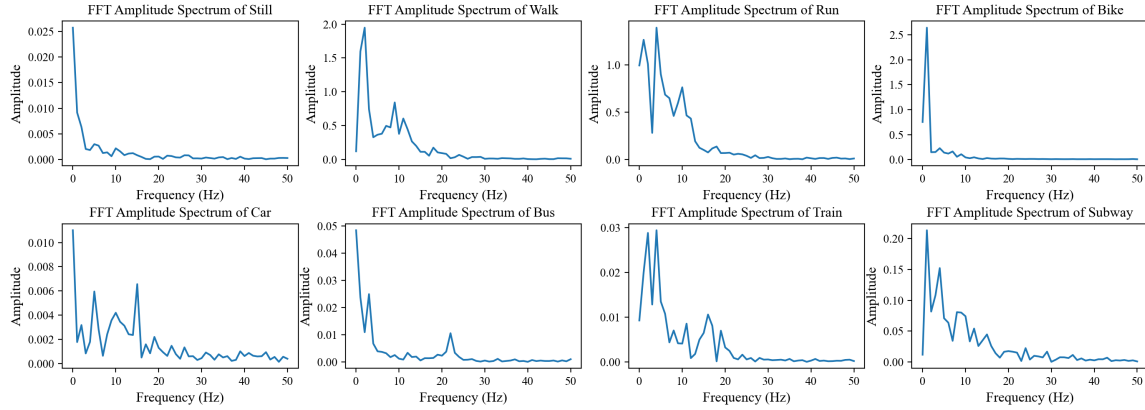 FFT Amplitude Spectrum of Still
Amplitude
0.025
0.020
0.015
0.010
0.005
0.000
0 10 20 30 40 50
Frequency (Hz)
FFT Amplitude Spectrum of Walk
Amplitude
2.0
1.5
1.0
0.5
0.0
0 10 20 30 40 50
Frequency (Hz)
FFT Amplitude Spectrum of Run
Amplitude
1.0
0.5
0.0
0 10 20 30 40 50
Frequency (Hz)
FFT Amplitude Spectrum of Bike
Amplitude
2.5
2.0
1.5
1.0
0.5
0.0
0 10 20 30 40 50
Frequency (Hz)
FFT Amplitude Spectrum of Car
Amplitude
0.010
0.008
0.006
0.004
0.002
0.000
0 10 20 30 40 50
Frequency (Hz)
FFT Amplitude Spectrum of Bus
Amplitude
0.05
0.04
0.03
0.02
0.01
0.00
0 10 20 30 40 50
Frequency (Hz)
FFT Amplitude Spectrum of Train
Amplitude
0.03
0.02
0.01
0.00
0 10 20 30 40 50
Frequency (Hz)
FFT Amplitude Spectrum of Subway
Amplitude
0.20
0.15
0.10
0.05
0.00
0 10 20 30 40 50
Frequency (Hz)